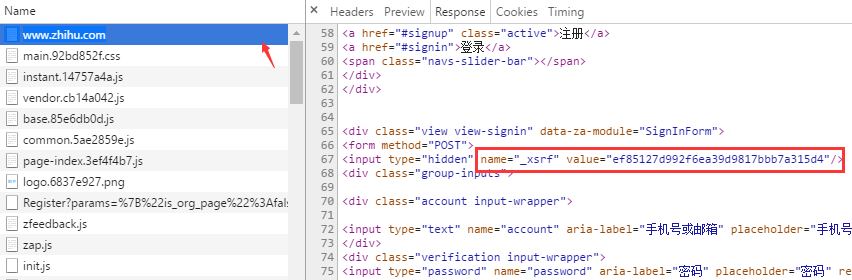 Name
www.zhihu.com
main.92bd852f.css
instant.14757a4a.js
vendor.cb14a042.js
base.85e6db0d.js
common.5ae2859e.js
page-index.3ef4f4b7.js
logo.6837e927.png
Register?params=%7B%22is_org_page%22%3Afals
zfeedback.js
zap.js
init.js
× Headers Preview Response Cookies Timing
58 <a href="#signup" class="active">注册</a>
59 <a href="#signin">登录</a>
60 <span class="navs-slider-bar"></span>
61 </div>
62 </div>
63
64
65 <div class="view view-signin" data-za-module="SignInForm">
66 <form method="POST">
67 <input type="hidden" name="_xsrf" value="ef85127d992f6ea39d9817bbb7a315d4"/>
68 <div class="group-inputs">
69
70 <div class="account input-wrapper">
71
72 <input type="text" name="account" aria-label="手机号或邮箱" placeholder="手机号
73 </div>
74 <div class="verification input-wrapper">
75 <input type="password" name="password" aria-label="密码" placeholder="密码" re